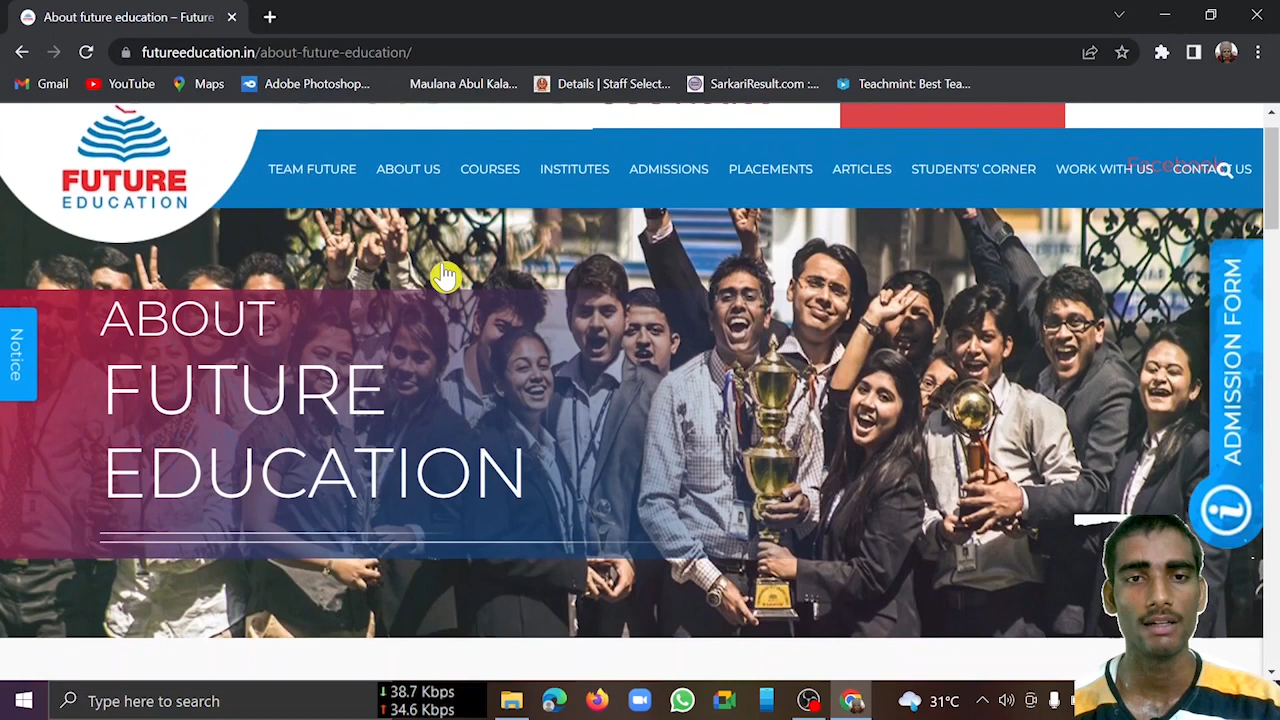 About future education – Future
futureeducation.in/about-future-education/
Gmail
YouTube
Maps
Adobe Photoshop...
Maulana Abul Kala...
Details | Staff Select...
SarkariResult.com :...
Teachmint: Best Tea...
FUTURE
EDUCATION
TEAM FUTURE
ABOUT US
COURSES
INSTITUTES
ADMISSIONS
PLACEMENTS
ARTICLES
STUDENTS' CORNER
WORK WITH US
CONTACT US
Facebook
ABOUT
FUTURE
EDUCATION
Notice
ADMISSION FORM
Type here to search
↓ 38.7 Kbps
↑ 34.6 Kbps
31°C